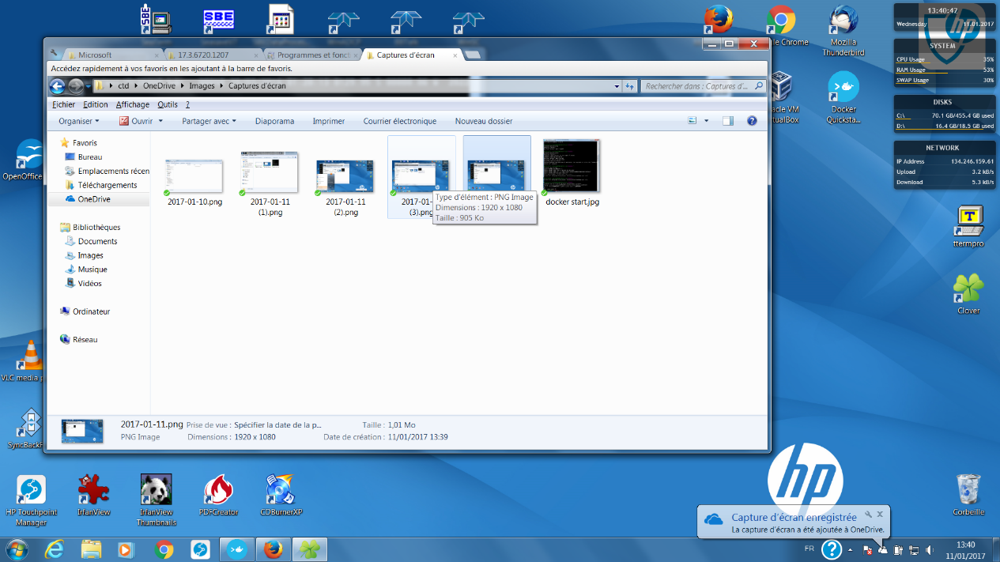 SBE
SBE
13:40:47
Wednesday 11.01.2017
le Chrome
Mozilla
Thunderbird
SYSTEM
CPU Usage 35%
RAM Usage 53%
SWAP Usage 30%
Microsoft
17.3.6720.1207
Programmes et fonct
Captures d'écran
Accédez rapidement à vos favoris en les ajoutant à la barre de favoris.
ctd OneDrive Images Captures d'écran
Rechercher dans : Captures d'...
Fichier Edition Affichage Outils ?
Organiser Ouvrir Partager avec Diaporama Imprimer Courrier électronique Nouveau dossier
acle VM
rtualBox
Docker
Quicksta...
DISKS
C:\ 70.1 GB/455.4 GB used
D:\ 16.4 GB/18.5 GB used
NETWORK
IP Address 134.246.159.61
Upload 3.2 kB/s
Download 5.3 kB/s
OpenOffice
Favoris
Bureau
Emplacements récen
Téléchargements
OneDrive
Bibliothèques
Documents
Images
Musique
Vidéos
Ordinateur
Réseau
2017-01-10.png
2017-01-11
(1).png
2017-01-11
(2).png
2017-01-
(3).png
docker start.jpg
Type d'élément : PNG Image
Dimensions : 1920 x 1080
Taille : 905 Ko
ttermpro
Clover
VLC media p
SyncBackF
2017-01-11.png Prise de vue : Spécifier la date de la p... Taille : 1,01 Mo
PNG Image Dimensions : 1920 x 1080 Date de création : 11/01/2017 13:39
hp
HP Touchpoint
Manager
IrfanView
IrfanView
Thumbnails
PDFCreator
CDBurnerXP
Corbeille
Capture d'écran enregistrée
La capture d'écran a été ajoutée à OneDrive.
FR
13:40
11/01/2017